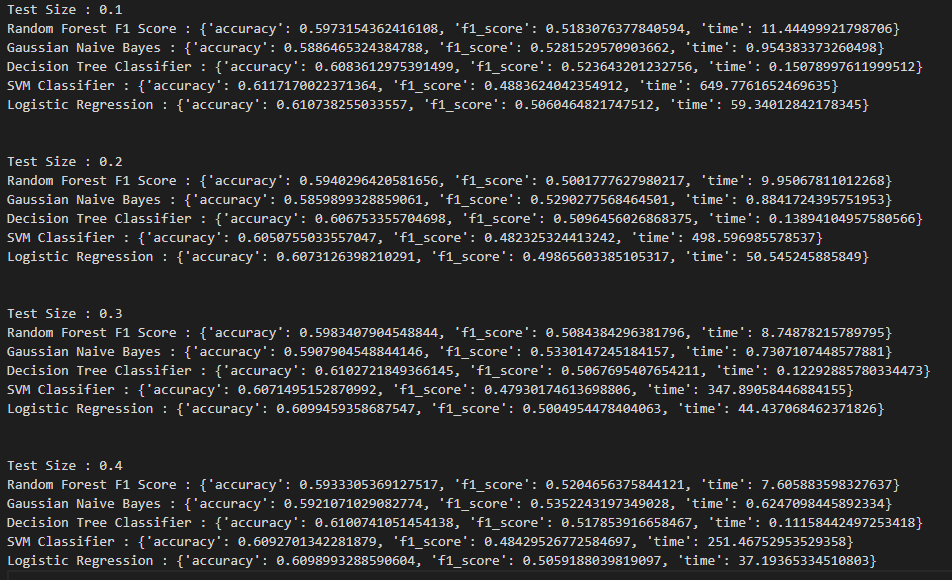 Test Size : 0.1
Random Forest F1 Score : {'accuracy': 0.5973154362416108, 'f1_score': 0.5183076377840594, 'time': 11.44499921798706}
Gaussian Naive Bayes : {'accuracy': 0.5886465324384788, 'f1_score': 0.5281529570903662, 'time': 0.954383373260498}
Decision Tree Classifier : {'accuracy': 0.6083612975391499, 'f1_score': 0.523643201232756, 'time': 0.15078997611999512}
SVM Classifier : {'accuracy': 0.6117170022371364, 'f1_score': 0.4883624042354912, 'time': 649.7761652469635}
Logistic Regression : {'accuracy': 0.610738255033557, 'f1_score': 0.5060464821747512, 'time': 59.34012842178345}
Test Size : 0.2
Random Forest F1 Score : {'accuracy': 0.5940296420581656, 'f1_score': 0.5001777627980217, 'time': 9.95067811012268}
Gaussian Naive Bayes : {'accuracy': 0.5859899328859061, 'f1_score': 0.5290277568464501, 'time': 0.8841724395751953}
Decision Tree Classifier : {'accuracy': 0.606753355704698, 'f1_score': 0.5096456026868375, 'time': 0.13894104957580566}
SVM Classifier : {'accuracy': 0.6050755033557047, 'f1_score': 0.482325324413242, 'time': 498.596985578537}
Logistic Regression : {'accuracy': 0.6073126398210291, 'f1_score': 0.49865603385105317, 'time': 50.545245885849}
Test Size : 0.3
Random Forest F1 Score : {'accuracy': 0.5983407904548844, 'f1_score': 0.5084384296381796, 'time': 8.74878215789795}
Gaussian Naive Bayes : {'accuracy': 0.5907904548844146, 'f1_score': 0.5330147245184157, 'time': 0.7307107448577881}
Decision Tree Classifier : {'accuracy': 0.6102721849366145, 'f1_score': 0.5067695407654211, 'time': 0.12292885780334473}
SVM Classifier : {'accuracy': 0.6071495152870992, 'f1_score': 0.47930174613698806, 'time': 347.89058446884155}
Logistic Regression : {'accuracy': 0.6099459358687547, 'f1_score': 0.5004954478404063, 'time': 44.437068462371826}
Test Size : 0.4
Random Forest F1 Score : {'accuracy': 0.5933305369127517, 'f1_score': 0.5204656375844121, 'time': 7.605883598327637}
Gaussian Naive Bayes : {'accuracy': 0.5921071029082774, 'f1_score': 0.5352243197349028, 'time': 0.6247098445892334}
Decision Tree Classifier : {'accuracy': 0.6100741051454138, 'f1_score': 0.517853916658467, 'time': 0.11158442497253418}
SVM Classifier : {'accuracy': 0.6092701342281879, 'f1_score': 0.48429526772584697, 'time': 251.46752953529358}
Logistic Regression : {'accuracy': 0.6098993288590604, 'f1_score': 0.5059188039819097, 'time': 37.19365334510803}